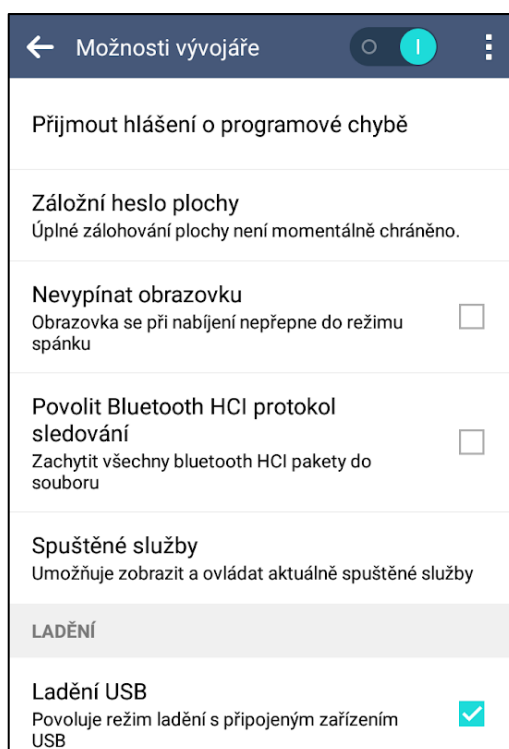 Možnosti vývojáře
Přijmout hlášení o programové chybě
Záložní heslo plochy
Úplné zálohování plochy není momentálně chráněno.
Nevypínat obrazovku
Obrazovka se při nabíjení nepřepne do režimu
spánku
Povolit Bluetooth HCI protokol
sledování
Zachytit všechny bluetooth HCI pakety do
souboru
Spuštěné služby
Umožňuje zobrazit a ovládat aktuálně spuštěné služby
LADĚNÍ
Ladění USB
Povoluje režim ladění s připojeným zařízením
USB